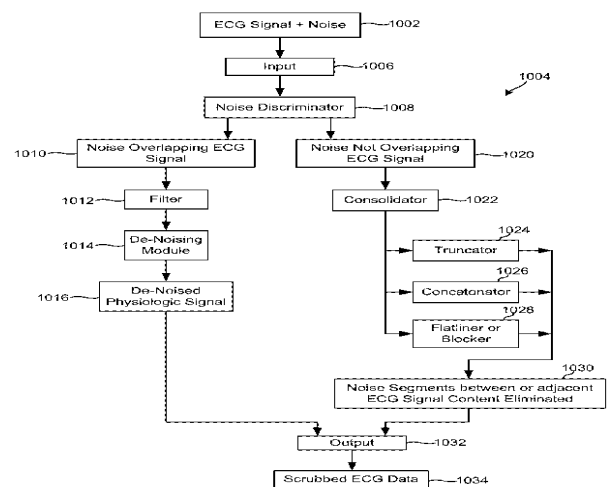 ECG Signal + Noise
1002
Input
1006
1004
Noise Discriminator
1008
1010
Noise Overlapping ECG
Signal
Noise Not Overlapping
ECG Signal
1020
1012
Filter
Consolidator
1022
1014
De-Noising
Module
1024
Truncator
1016
De-Noised
Physiologic Signal
1026
Concatonator
1028
Flatliner or
Blocker
1030
Noise Segments between or adjacent
ECG Signal Content Eliminated
Output
1032
Scrubbed ECG Data
1034